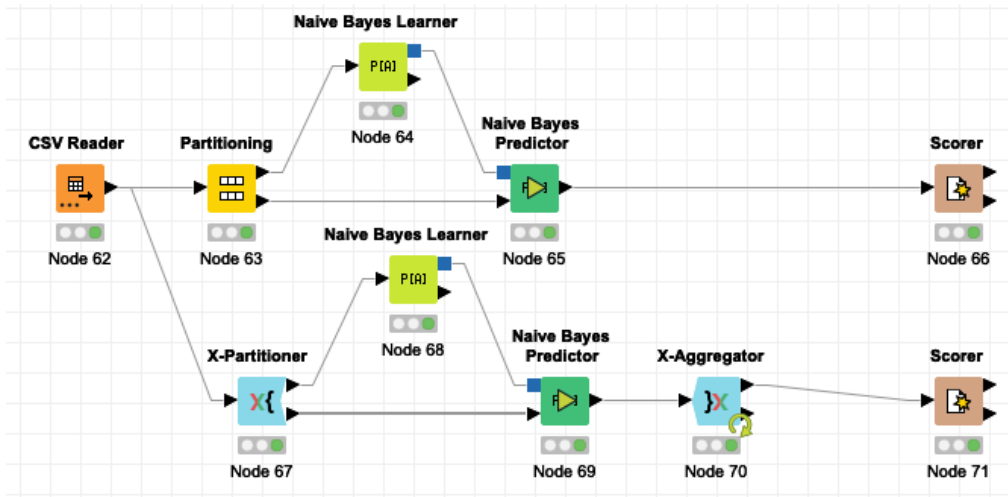 Naive Bayes Learner
P[A]
Node 64
CSV Reader
Node 62
Partitioning
Node 63
Naive Bayes
Predictor
Node 65
Scorer
Node 66
Naive Bayes Learner
P[A]
Node 68
X-Partitioner
X{
Node 67
Naive Bayes
Predictor
Node 69
X-Aggregator
}X
Node 70
Scorer
Node 71